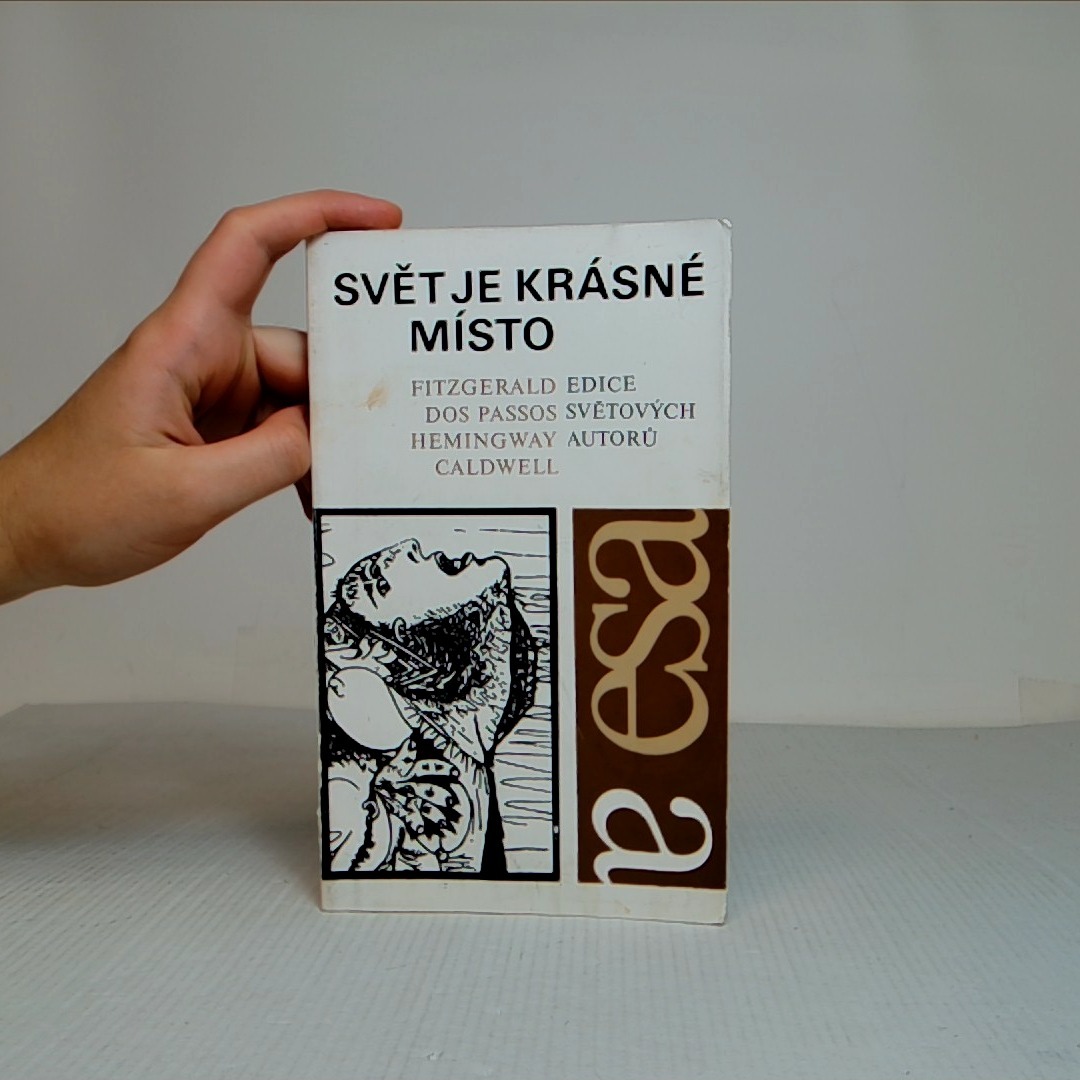 SVĚT JE KRÁSNÉ
MÍSTO
FITZGERALD
DOS PASSOS
HEMINGWAY
CALDWELL
EDICE
SVĚTOVÝCH
AUTORŮ
esa
a